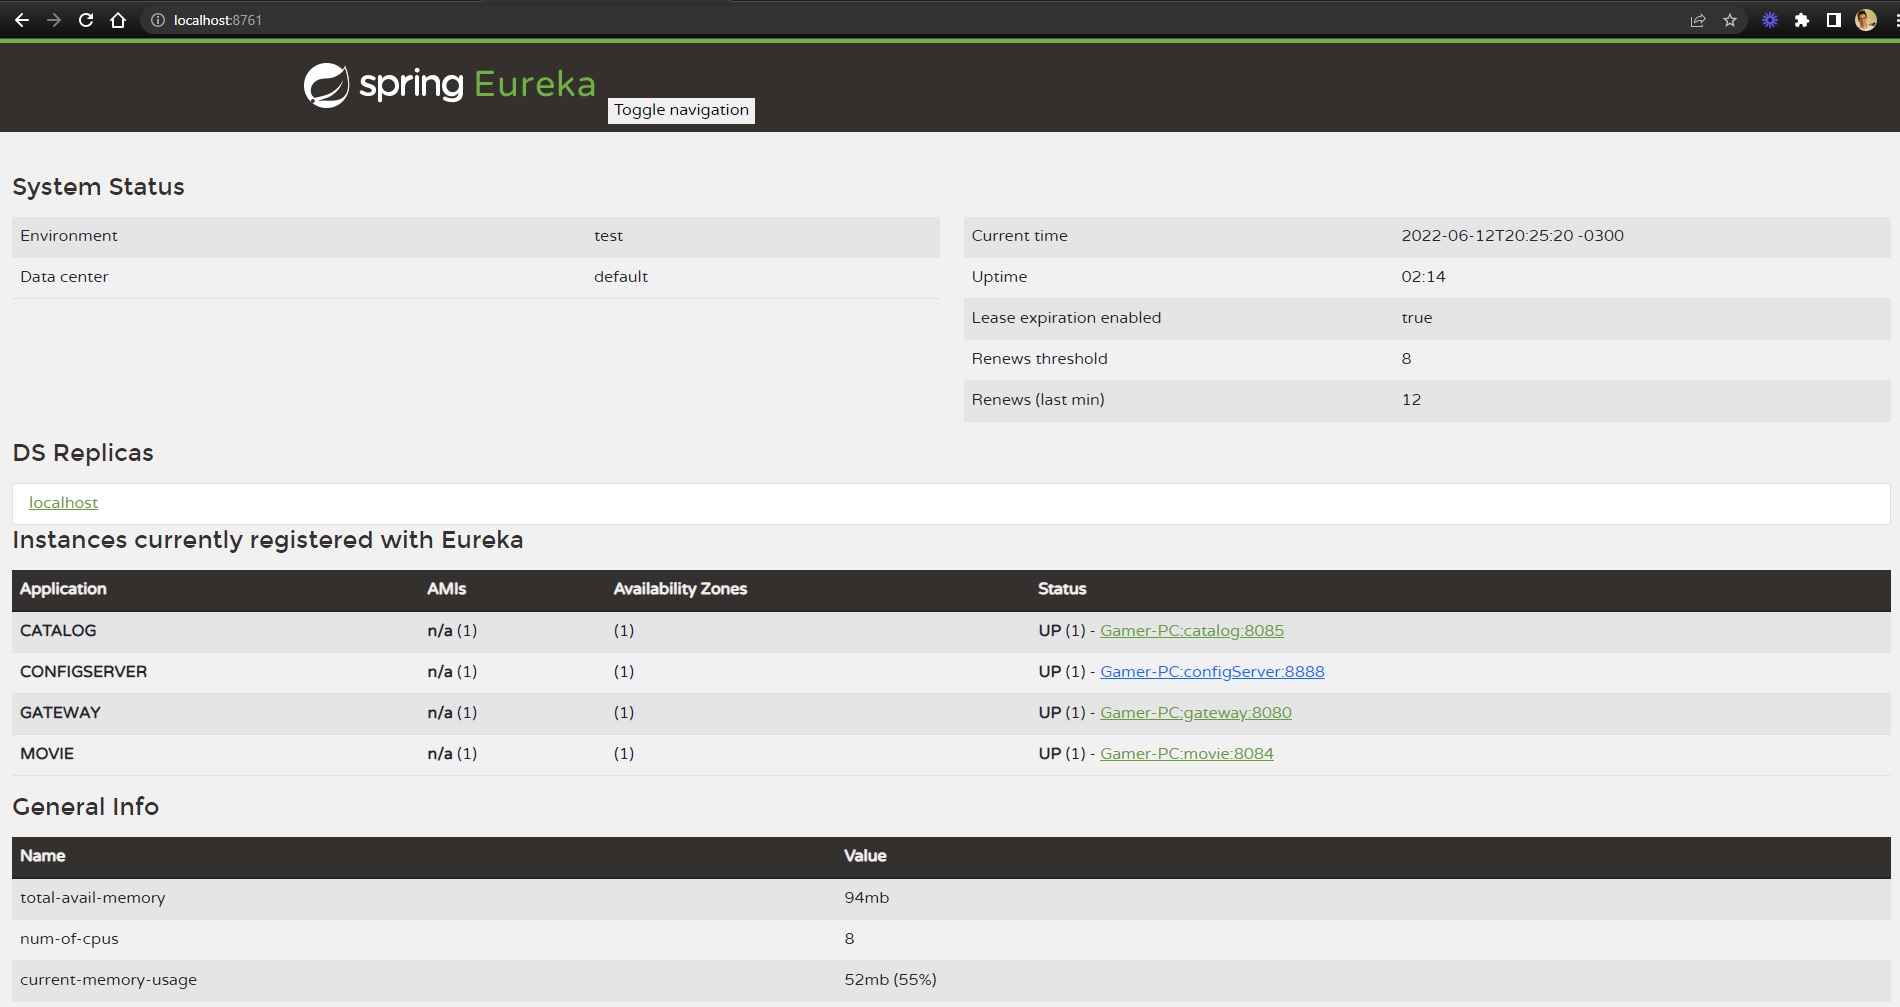 localhost:8761
spring Eureka
Toggle navigation
System Status
Environment test
Data center default
Current time 2022-06-12T20:25:20 -0300
Uptime 02:14
Lease expiration enabled true
Renews threshold 8
Renews (last min) 12
DS Replicas
localhost
Instances currently registered with Eureka
Application AMIs Availability Zones Status
CATALOG n/a (1) (1) UP (1) - Gamer-PC:catalog:8085
CONFIGSERVER n/a (1) (1) UP (1) - Gamer-PC:configServer:8888
GATEWAY n/a (1) (1) UP (1) - Gamer-PC:gateway:8080
MOVIE n/a (1) (1) UP (1) - Gamer-PC:movie:8084
General Info
Name Value
total-avail-memory 94mb
num-of-cpus 8
current-memory-usage 52mb (55%)